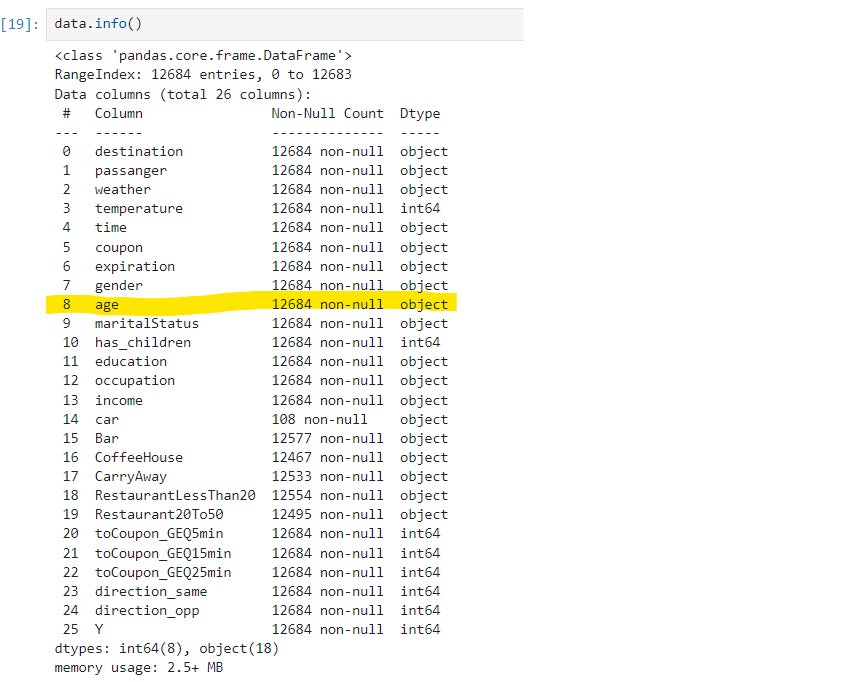 [19]: data.info()
<class 'pandas.core.frame.DataFrame'>
RangeIndex: 12684 entries, 0 to 12683
Data columns (total 26 columns):
 #   Column                Non-Null Count  Dtype
---  ------                --------------  -----
 0   destination           12684 non-null  object
 1   passanger             12684 non-null  object
 2   weather               12684 non-null  object
 3   temperature           12684 non-null  int64
 4   time                  12684 non-null  object
 5   coupon                12684 non-null  object
 6   expiration            12684 non-null  object
 7   gender                12684 non-null  object
 8   age                   12684 non-null  object
 9   maritalStatus         12684 non-null  object
 10  has_children          12684 non-null  int64
 11  education             12684 non-null  object
 12  occupation            12684 non-null  object
 13  income                12684 non-null  object
 14  car                   108 non-null    object
 15  Bar                   12577 non-null  object
 16  CoffeeHouse           12467 non-null  object
 17  CarryAway             12533 non-null  object
 18  RestaurantLessThan20  12554 non-null  object
 19  Restaurant20To50      12495 non-null  object
 20  toCoupon_GEQ5min      12684 non-null  int64
 21  toCoupon_GEQ15min     12684 non-null  int64
 22  toCoupon_GEQ25min     12684 non-null  int64
 23  direction_same        12684 non-null  int64
 24  direction_opp         12684 non-null  int64
 25  Y                     12684 non-null  int64
dtypes: int64(8), object(18)
memory usage: 2.5+ MB